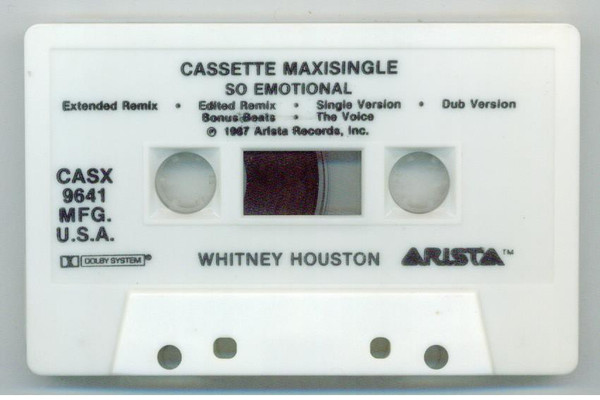 CASSETTE MAXISINGLE
SO EMOTIONAL
Extended Remix • Edited Remix • Single Version • Dub Version
Bonus Beats • The Voice
℗ 1987 Arista Records, Inc.
CASX
9641
MFG.
U.S.A.
DOLBY SYSTEM®
WHITNEY HOUSTON
ARISTA™